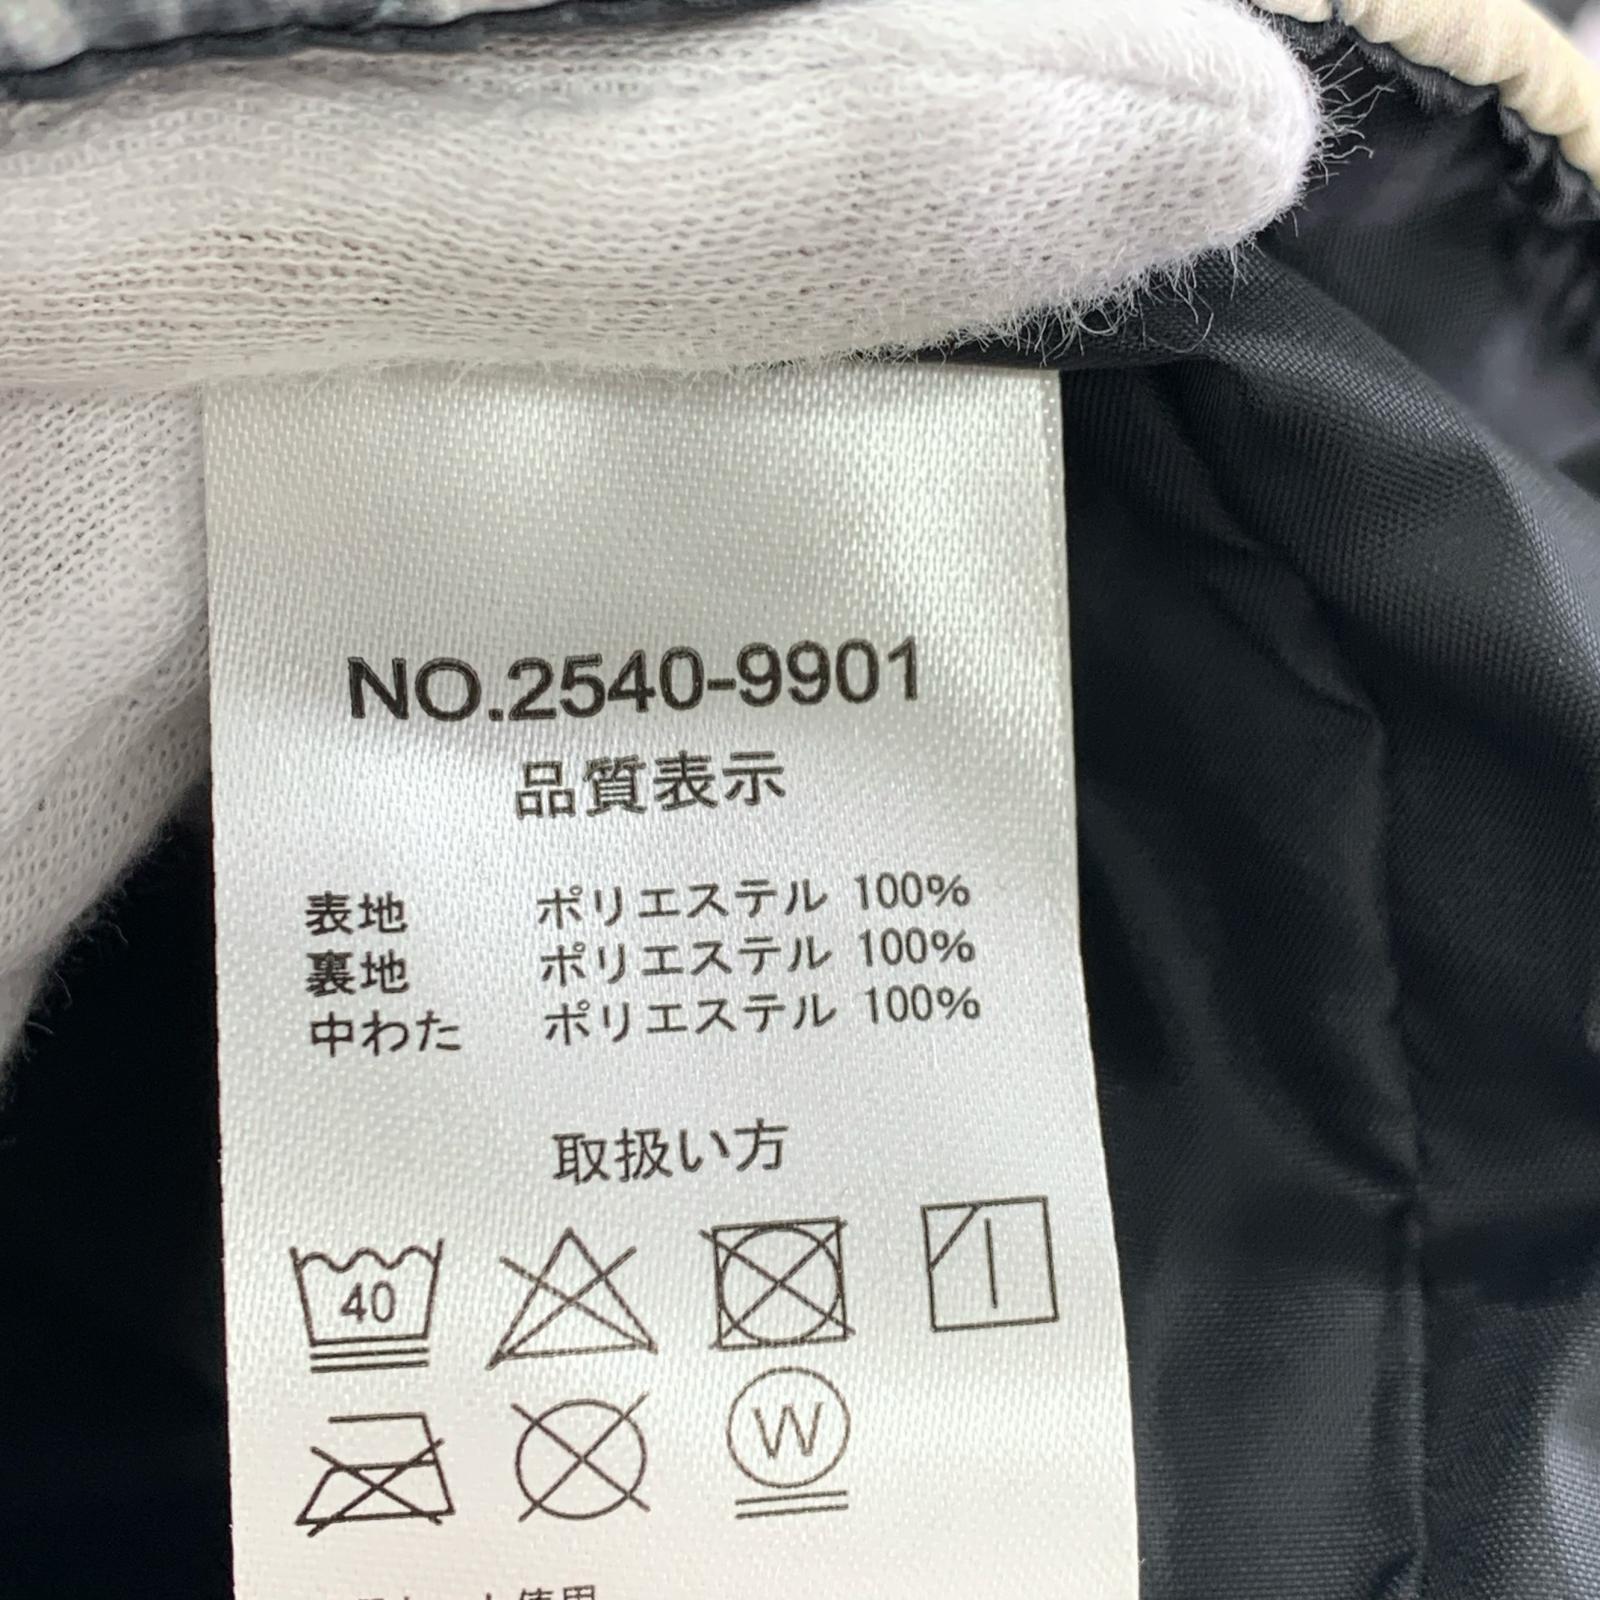 NO.2540-9901
品質表示
表地 ポリエステル 100%
裏地 ポリエステル 100%
中わた ポリエステル 100%
取扱い方
40
W
使用